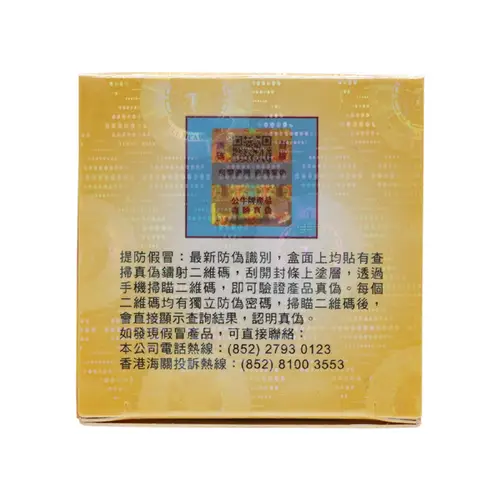 公牛牌產品
提防假冒：最新防偽識別，盒面上均貼有查
掃真偽鐳射二維碼，刮開封條上塗層，透過
手機掃瞄二維碼，即可驗證產品真偽。每個
二維碼均有獨立防偽密碼，掃瞄二維碼後，
會直接顯示查詢結果，認明真偽。
如發現假冒產品，可直接聯絡：
本公司電話熱線：(852) 2793 0123
香港海關投訴熱線：(852) 8100 3553